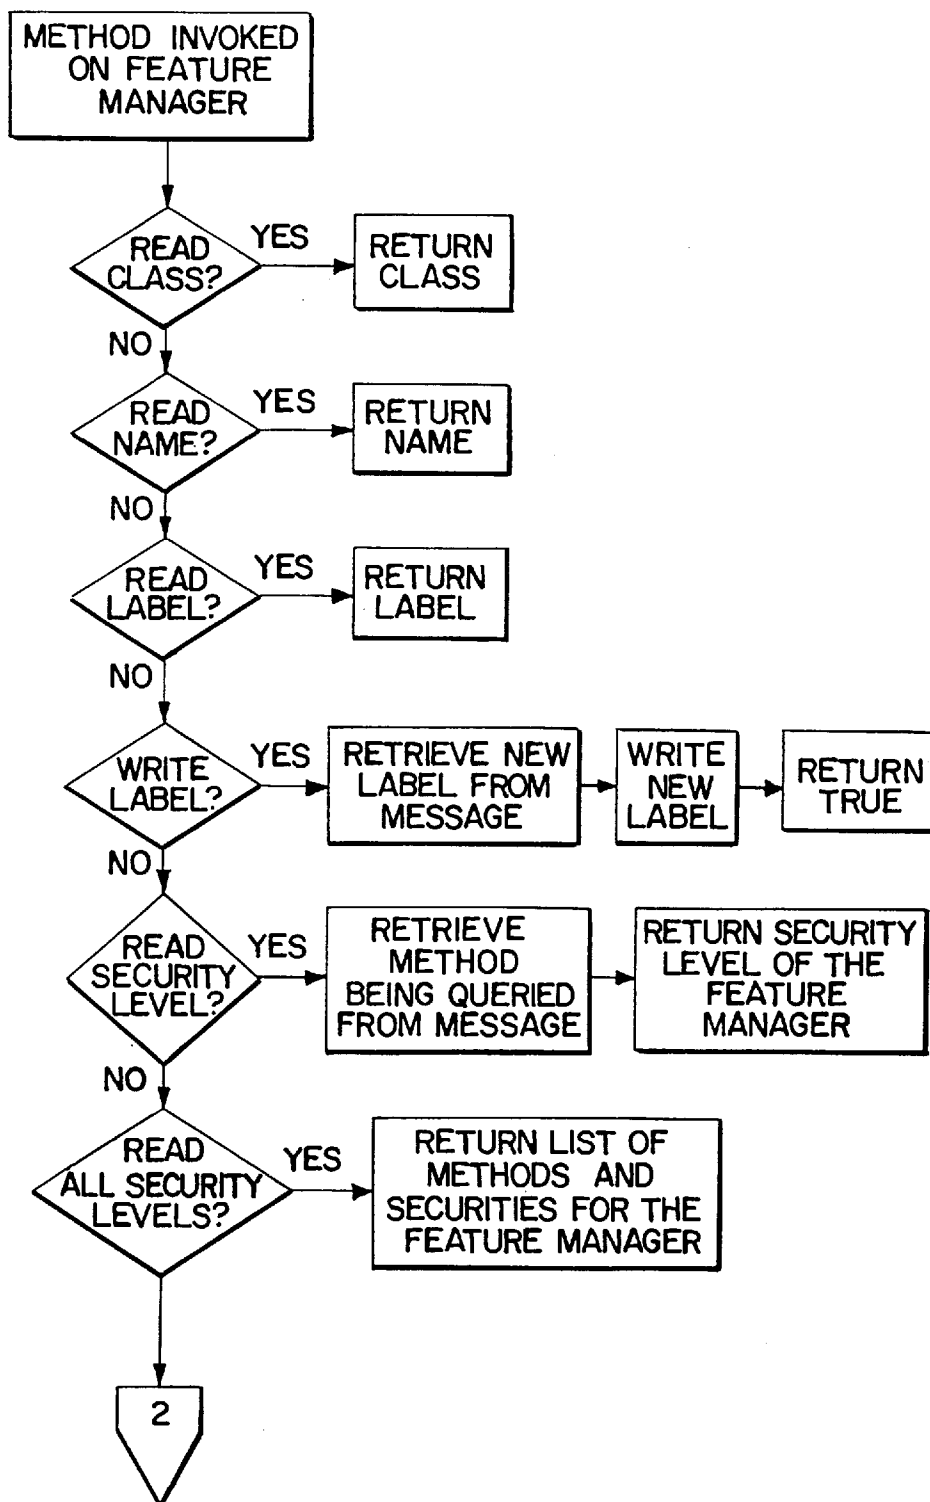 METHOD INVOKED
ON FEATURE
MANAGER
READ
CLASS?
YES
RETURN
CLASS
NO
READ
NAME?
YES
RETURN
NAME
NO
READ
LABEL?
YES
RETURN
LABEL
NO
WRITE
LABEL?
YES
RETRIEVE NEW
LABEL FROM
MESSAGE
WRITE
NEW
LABEL
RETURN
TRUE
NO
READ
SECURITY
LEVEL?
YES
RETRIEVE
METHOD
BEING QUERIED
FROM MESSAGE
RETURN SECURITY
LEVEL OF THE
FEATURE
MANAGER
NO
READ
ALL SECURITY
LEVELS?
YES
RETURN LIST OF
METHODS AND
SECURITIES FOR THE
FEATURE MANAGER
2